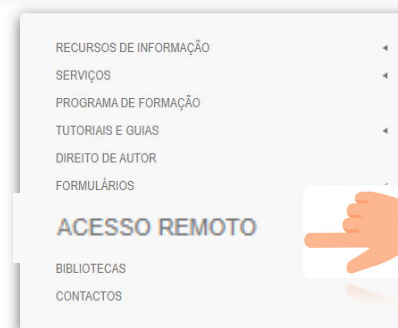 RECURSOS DE INFORMAÇÃO
SERVIÇOS
PROGRAMA DE FORMAÇÃO
TUTORIAIS E GUIAS
DIREITO DE AUTOR
FORMULÁRIOS
ACESSO REMOTO
BIBLIOTECAS
CONTACTOS